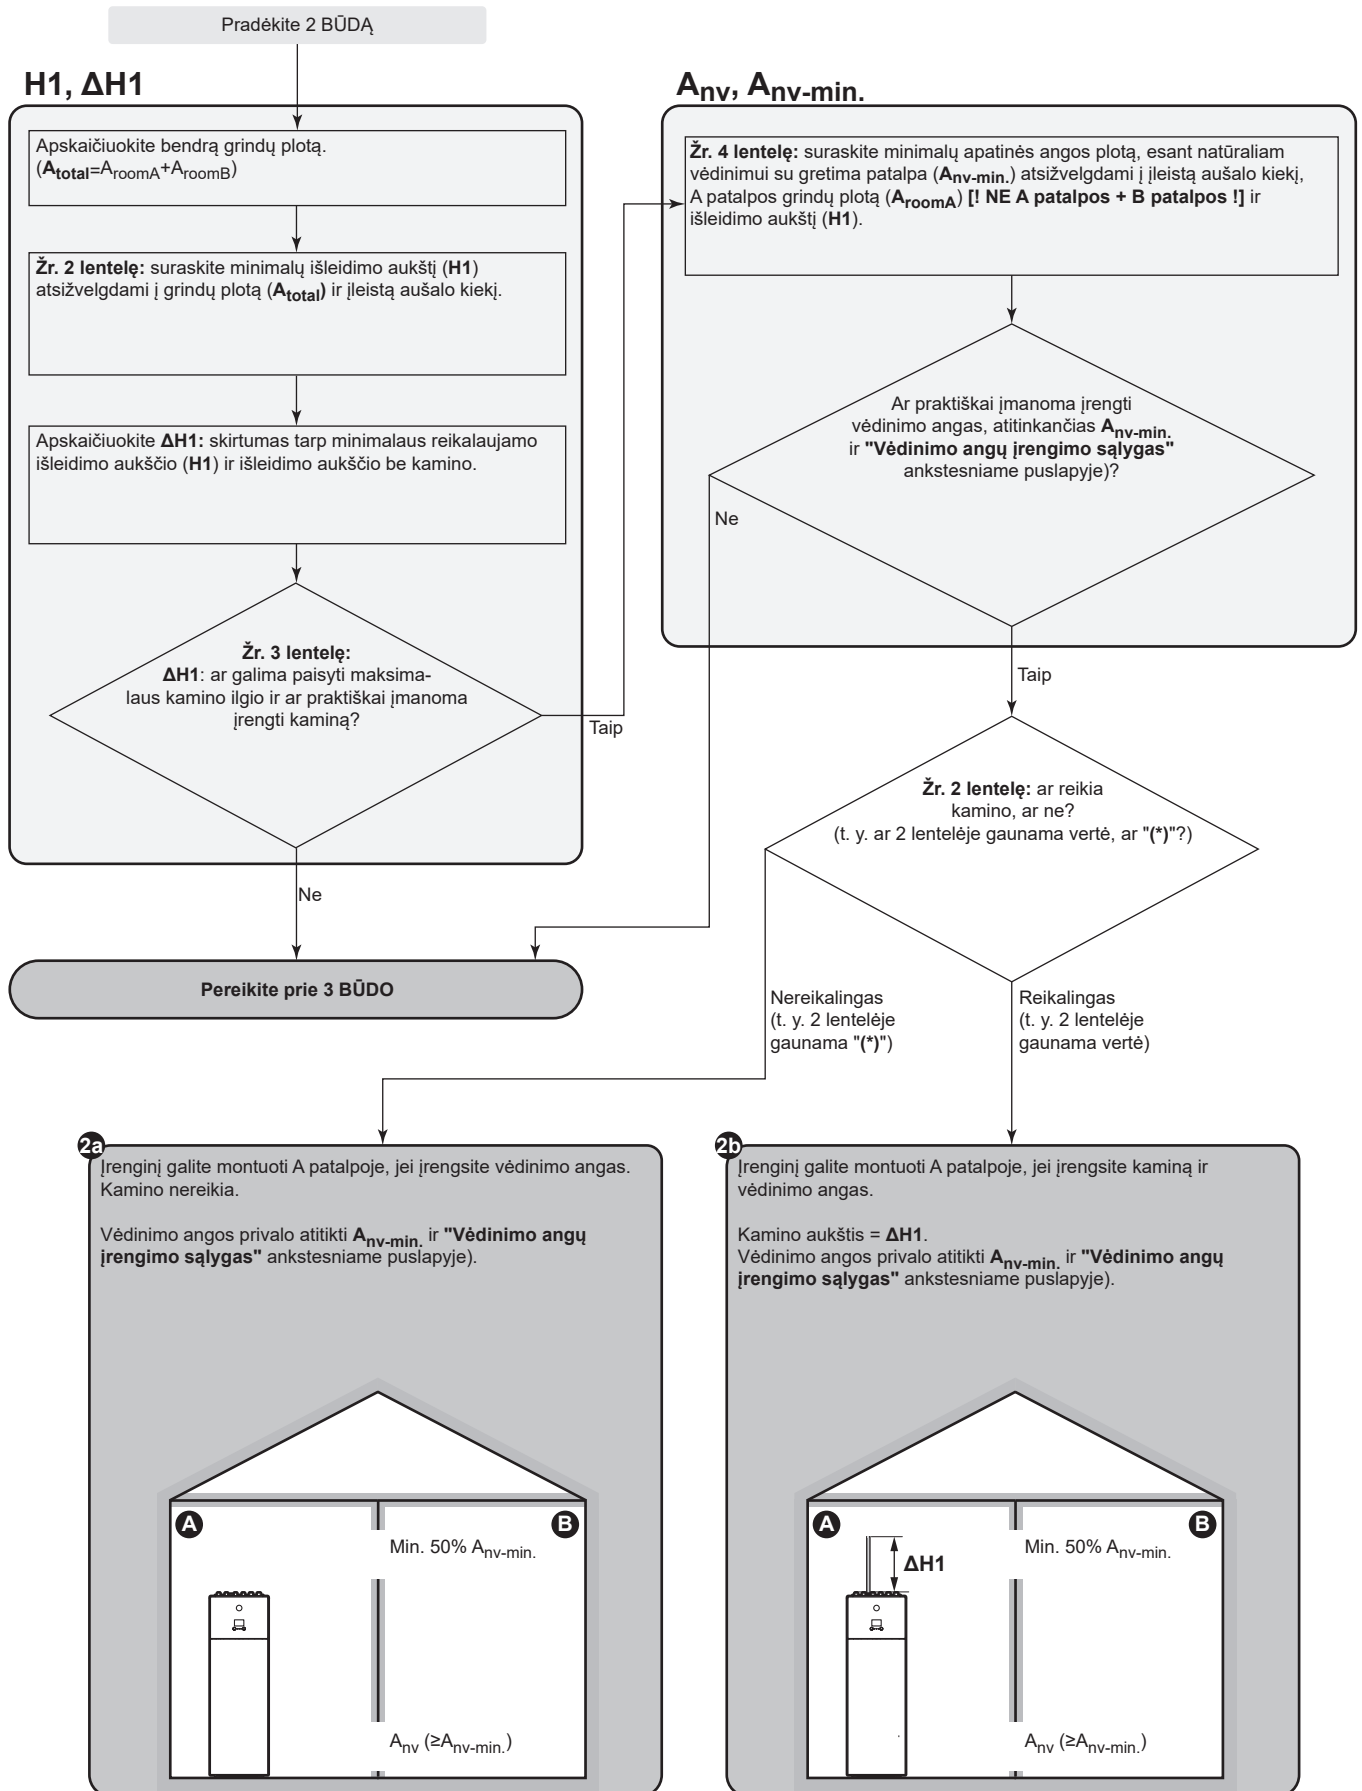 Pradėkite 2 BŪDĄ
H1, ΔH1
Apskaičiuokite bendrą grindų plotą.
(Atotal=AroomA+AroomB)
Žr. 2 lentelę: suraskite minimalų išleidimo aukštį (H1)
atsižvelgdami į grindų plotą (Atotal) ir įleistą aušalo kiekį.
Apskaičiuokite ΔH1: skirtumas tarp minimalaus reikalaujamo
išleidimo aukščio (H1) ir išleidimo aukščio be kamino.
Žr. 3 lentelę:
ΔH1: ar galima paisyti maksima-
laus kamino ilgio ir ar praktiškai įmanoma
įrengti kaminą?
Taip
Ne
Pereikite prie 3 BŪDO
Anv, Anv-min.
Žr. 4 lentelę: suraskite minimalų apatinės angos plotą, esant natūraliam
vėdinimui su gretima patalpa (Anv-min.) atsižvelgdami į įleistą aušalo kiekį,
A patalpos grindų plotą (AroomA) [! NE A patalpos + B patalpos !] ir
išleidimo aukštį (H1).
Ar praktiškai įmanoma įrengti
vėdinimo angas, atitinkančias Anv-min.
ir "Vėdinimo angų įrengimo sąlygas"
ankstesniame puslapyje)?
Ne
Taip
Žr. 2 lentelę: ar reikia
kamino, ar ne?
(t. y. ar 2 lentelėje gaunama vertė, ar "(*)"?)
Nereikalingas
(t. y. 2 lentelėje
gaunama "(*)")
Reikalingas
(t. y. 2 lentelėje
gaunama vertė)
2a
Įrenginį galite montuoti A patalpoje, jei įrengsite vėdinimo angas.
Kamino nereikia.
Vėdinimo angos privalo atitikti Anv-min. ir "Vėdinimo angų
įrengimo sąlygas" ankstesniame puslapyje).
A
B
Min. 50% Anv-min.
Anv (≥Anv-min.)
2b
Įrenginį galite montuoti A patalpoje, jei įrengsite kaminą ir
vėdinimo angas.
Kamino aukštis = ΔH1.
Vėdinimo angos privalo atitikti Anv-min. ir "Vėdinimo angų
įrengimo sąlygas" ankstesniame puslapyje).
A
B
Min. 50% Anv-min.
ΔH1
Anv (≥Anv-min.)